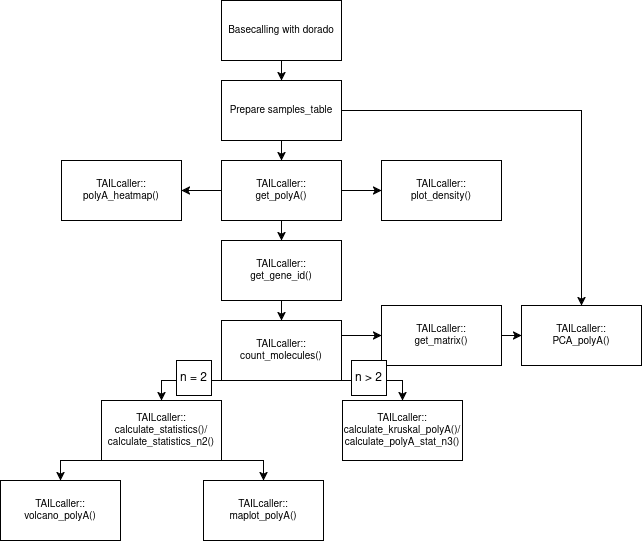 Basecalling with dorado
Prepare samples_table
TAILcaller::
polyA_heatmap()
TAILcaller::
get_polyA()
TAILcaller::
plot_density()
TAILcaller::
get_gene_id()
TAILcaller::
count_molecules()
TAILcaller::
get_matrix()
TAILcaller::
PCA_polyA()
n = 2
n > 2
TAILcaller::
calculate_statistics()/
calculate_statistics_n2()
TAILcaller::
calculate_kruskal_polyA()/
calculate_polyA_stat_n3()
TAILcaller::
volcano_polyA()
TAILcaller::
maplot_polyA()